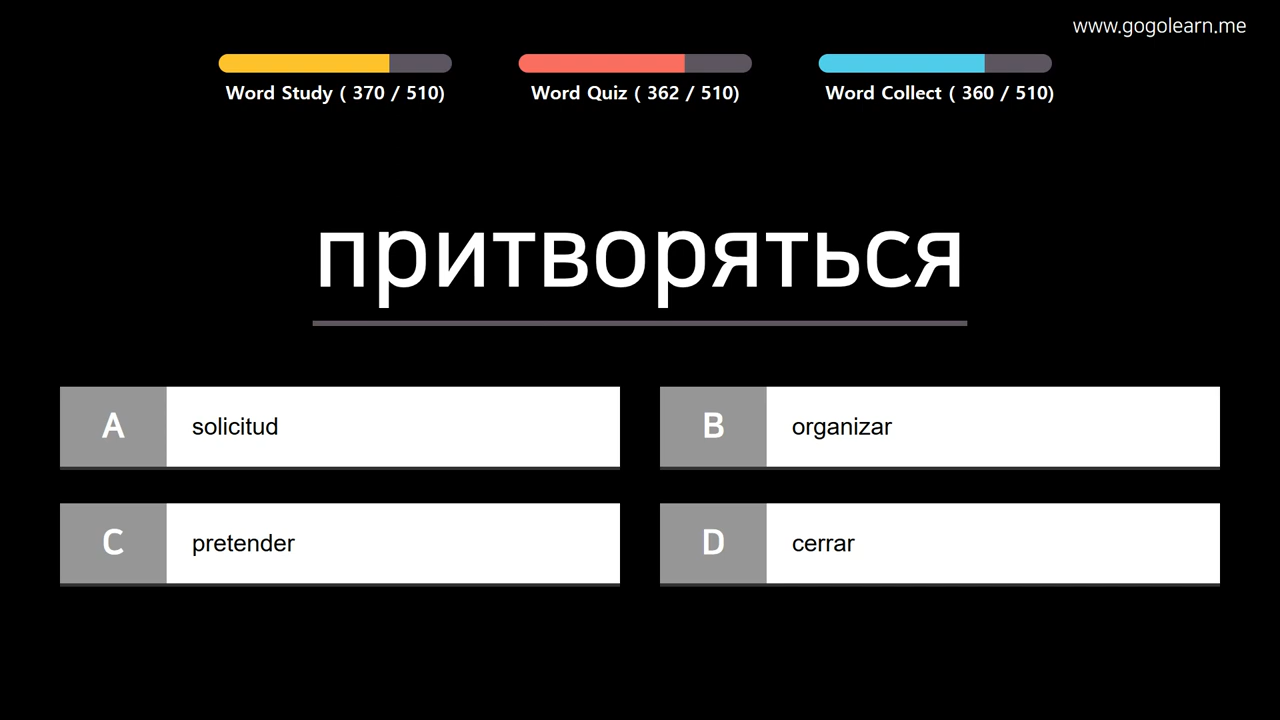 www.gogolearn.me
Word Study ( 370 / 510)
Word Quiz ( 362 / 510)
Word Collect ( 360 / 510)
притворяться
A solicitud
B organizar
C pretender
D cerrar